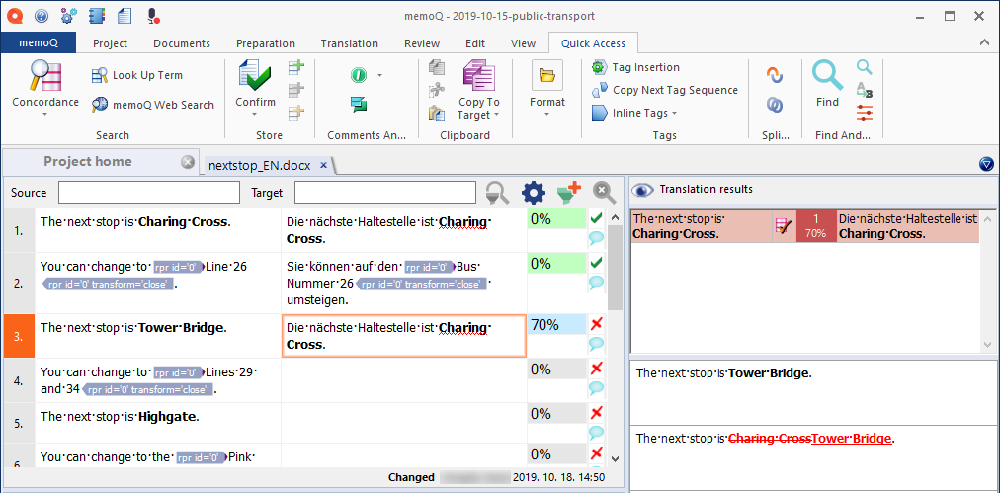 memoQ - 2019-10-15-public-transport
memoQ Project Documents Preparation Translation Review Edit View Quick Access
Concordance
Look Up Term
memoQ Web Search
Search
Confirm
Store
Comments An...
Copy To
Target
Clipboard
Format
Tag Insertion
Copy Next Tag Sequence
Inline Tags
Tags
Spli...
Find
Find And...
Project home
nextstop_EN.docx
Source
Target
Translation results
1. The next stop is Charing Cross. Die nächste Haltestelle ist Charing
Cross. 0%
2. You can change to rpr id='0' Line 26
rpr id='0' transform='close' .
Sie können auf den rpr id='0' Bus
Nummer 26 rpr id='0' transform='close'
umsteigen. 0%
3. The next stop is Tower Bridge. Die nächste Haltestelle ist Charing
Cross. 70%
4. You can change to rpr id='0' Lines 29
and 34 rpr id='0' transform='close' . 0%
5. The next stop is Highgate. 0%
6. You can change to the rpr id='0' Pink 0%
Changed
2019. 10. 18. 14:50
The next stop is
Charing Cross.
1
70%
Die nächste Haltestelle ist
Charing Cross.
The next stop is Tower Bridge.
The next stop is Charing CrossTower Bridge.